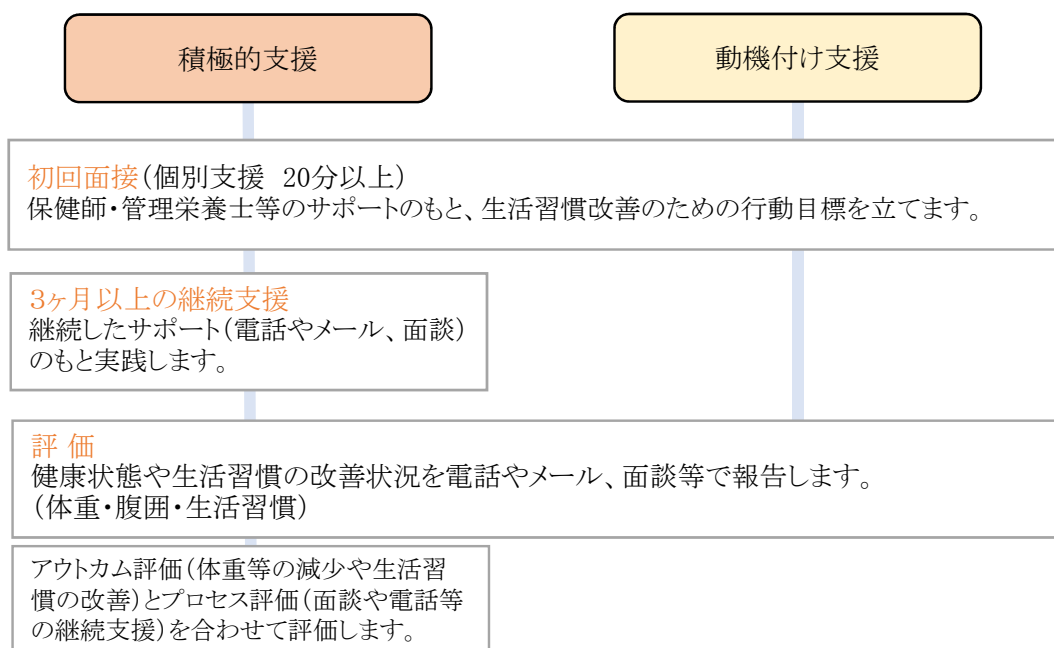 積極的支援
動機付け支援
初回面接(個別支援 20分以上)
保健師・管理栄養士等のサポートのもと、生活習慣改善のための行動目標を立てます。
3ヶ月以上の継続支援
継続したサポート(電話やメール、面談)
のもと実践します。
評 価
健康状態や生活習慣の改善状況を電話やメール、面談等で報告します。
(体重・腹囲・生活習慣)
アウトカム評価(体重等の減少や生活習
慣の改善)とプロセス評価(面談や電話等
の継続支援)を合わせて評価します。